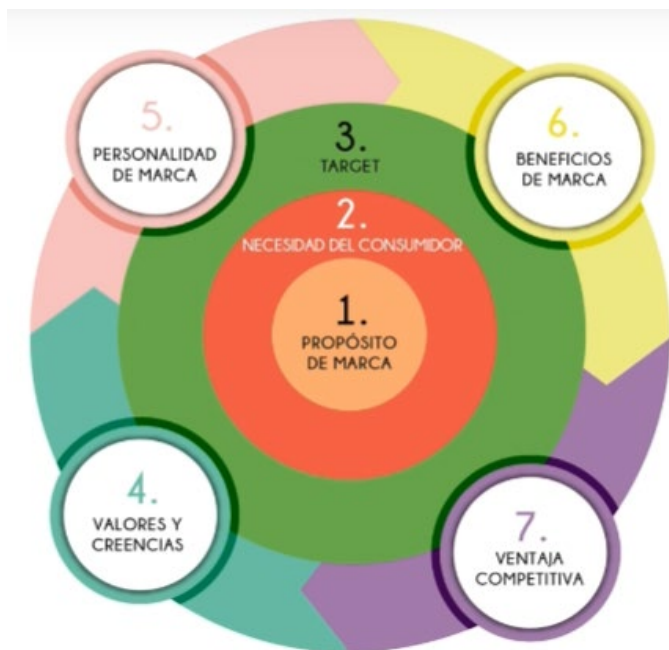 5.
PERSONALIDAD
DE MARCA
3.
TARGET
6.
BENEFICIOS
DE MARCA
2.
NECESIDAD DEL CONSUMIDOR
1.
PROPÓSITO
DE MARCA
4.
VALORES Y
CREENCIAS
7.
VENTAJA
COMPETITIVA